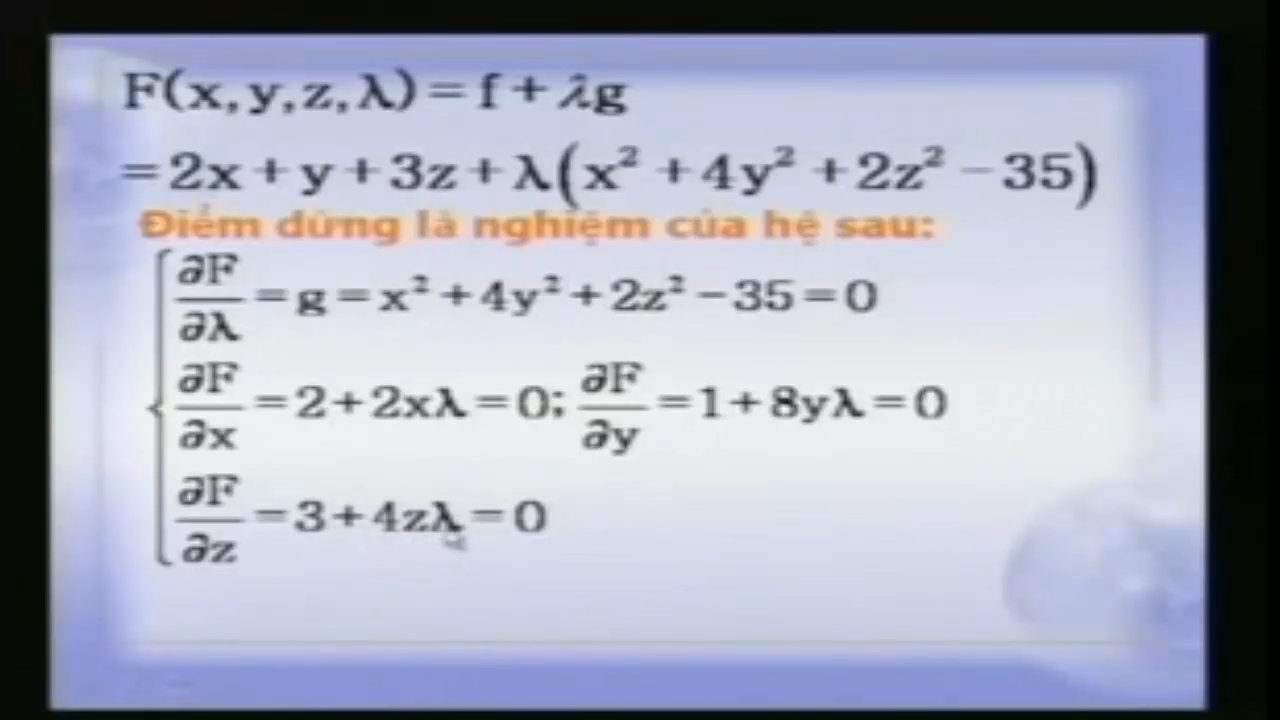 F(x,y,z,λ)=f+λg
=2x+y+3z+λ(x²+4y²+2z²−35)
Điểm dừng là nghiệm của hệ sau:
∂F/∂λ=g=x²+4y²+2z²−35=0
∂F/∂x=2+2xλ=0; ∂F/∂y=1+8yλ=0
∂F/∂z=3+4zλ=0